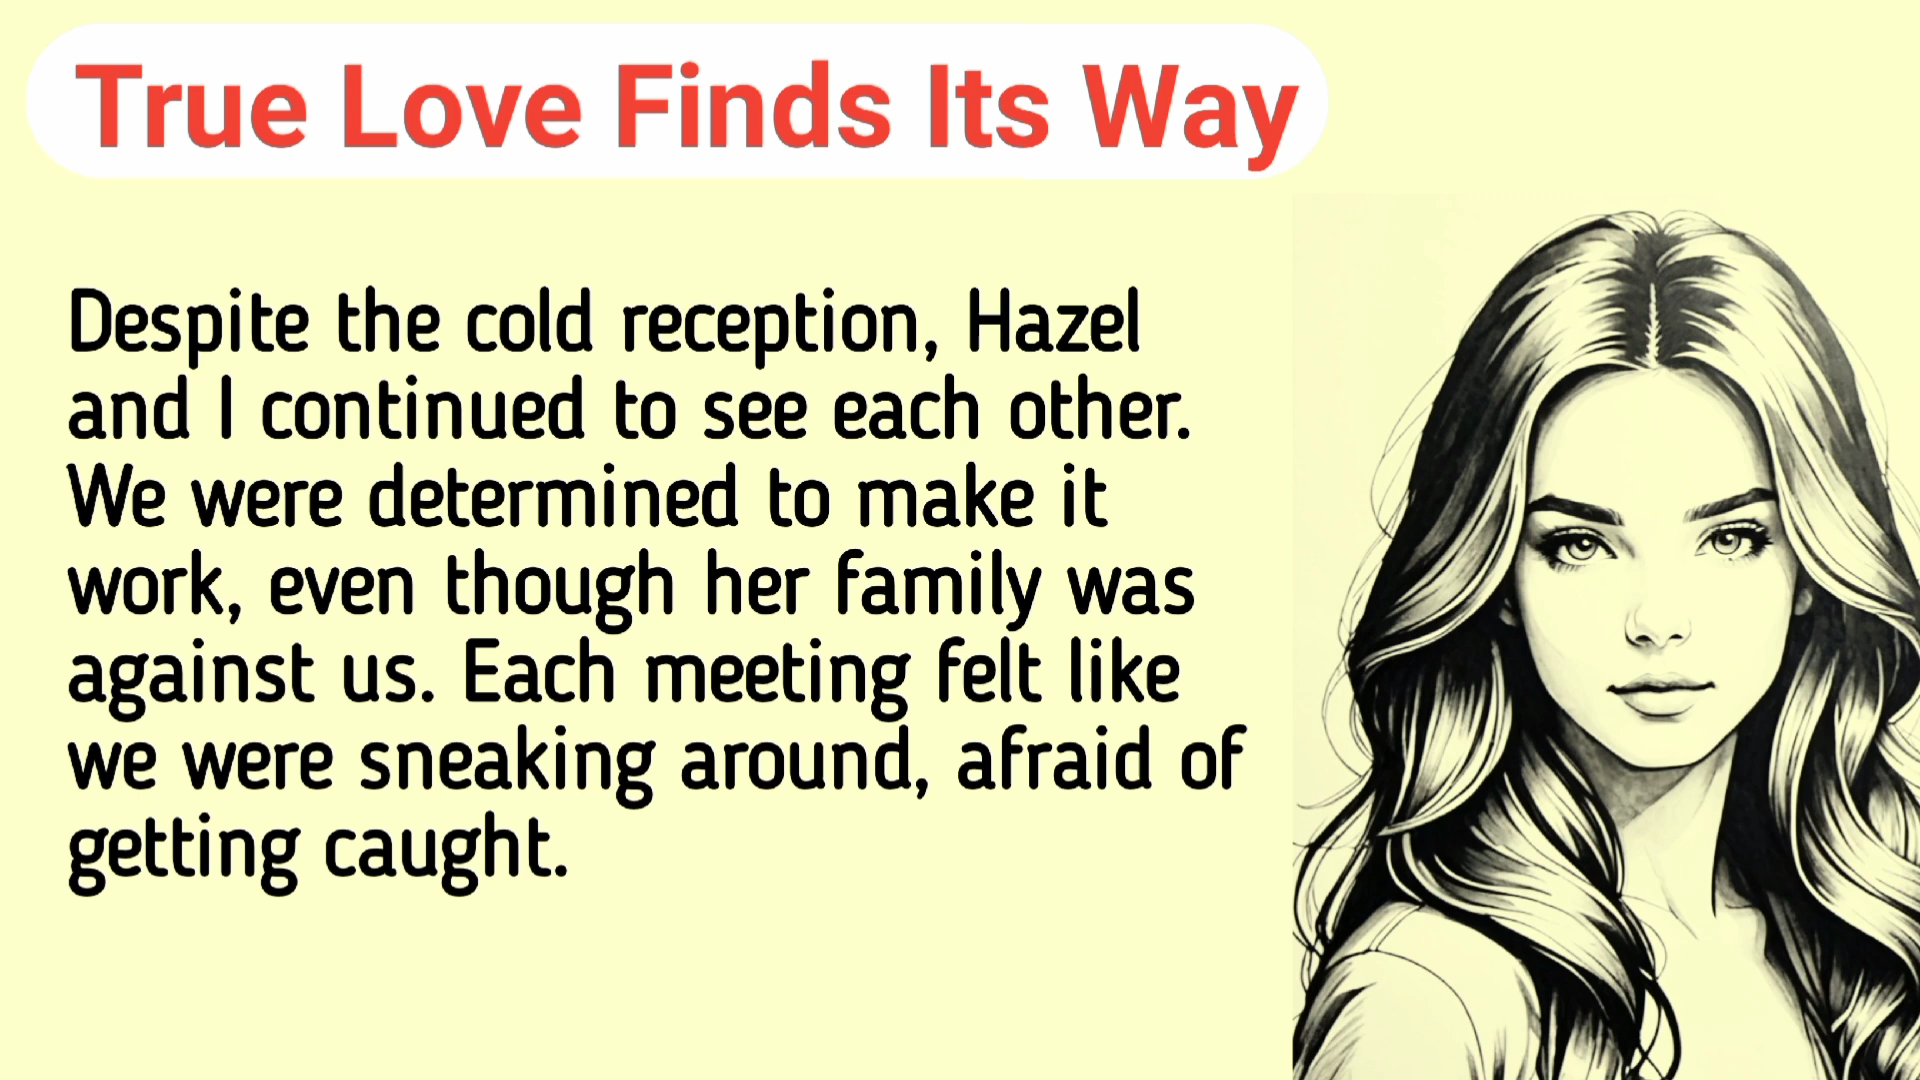 True Love Finds Its Way
Despite the cold reception, Hazel
and I continued to see each other.
We were determined to make it
work, even though her family was
against us. Each meeting felt like
we were sneaking around, afraid of
getting caught.